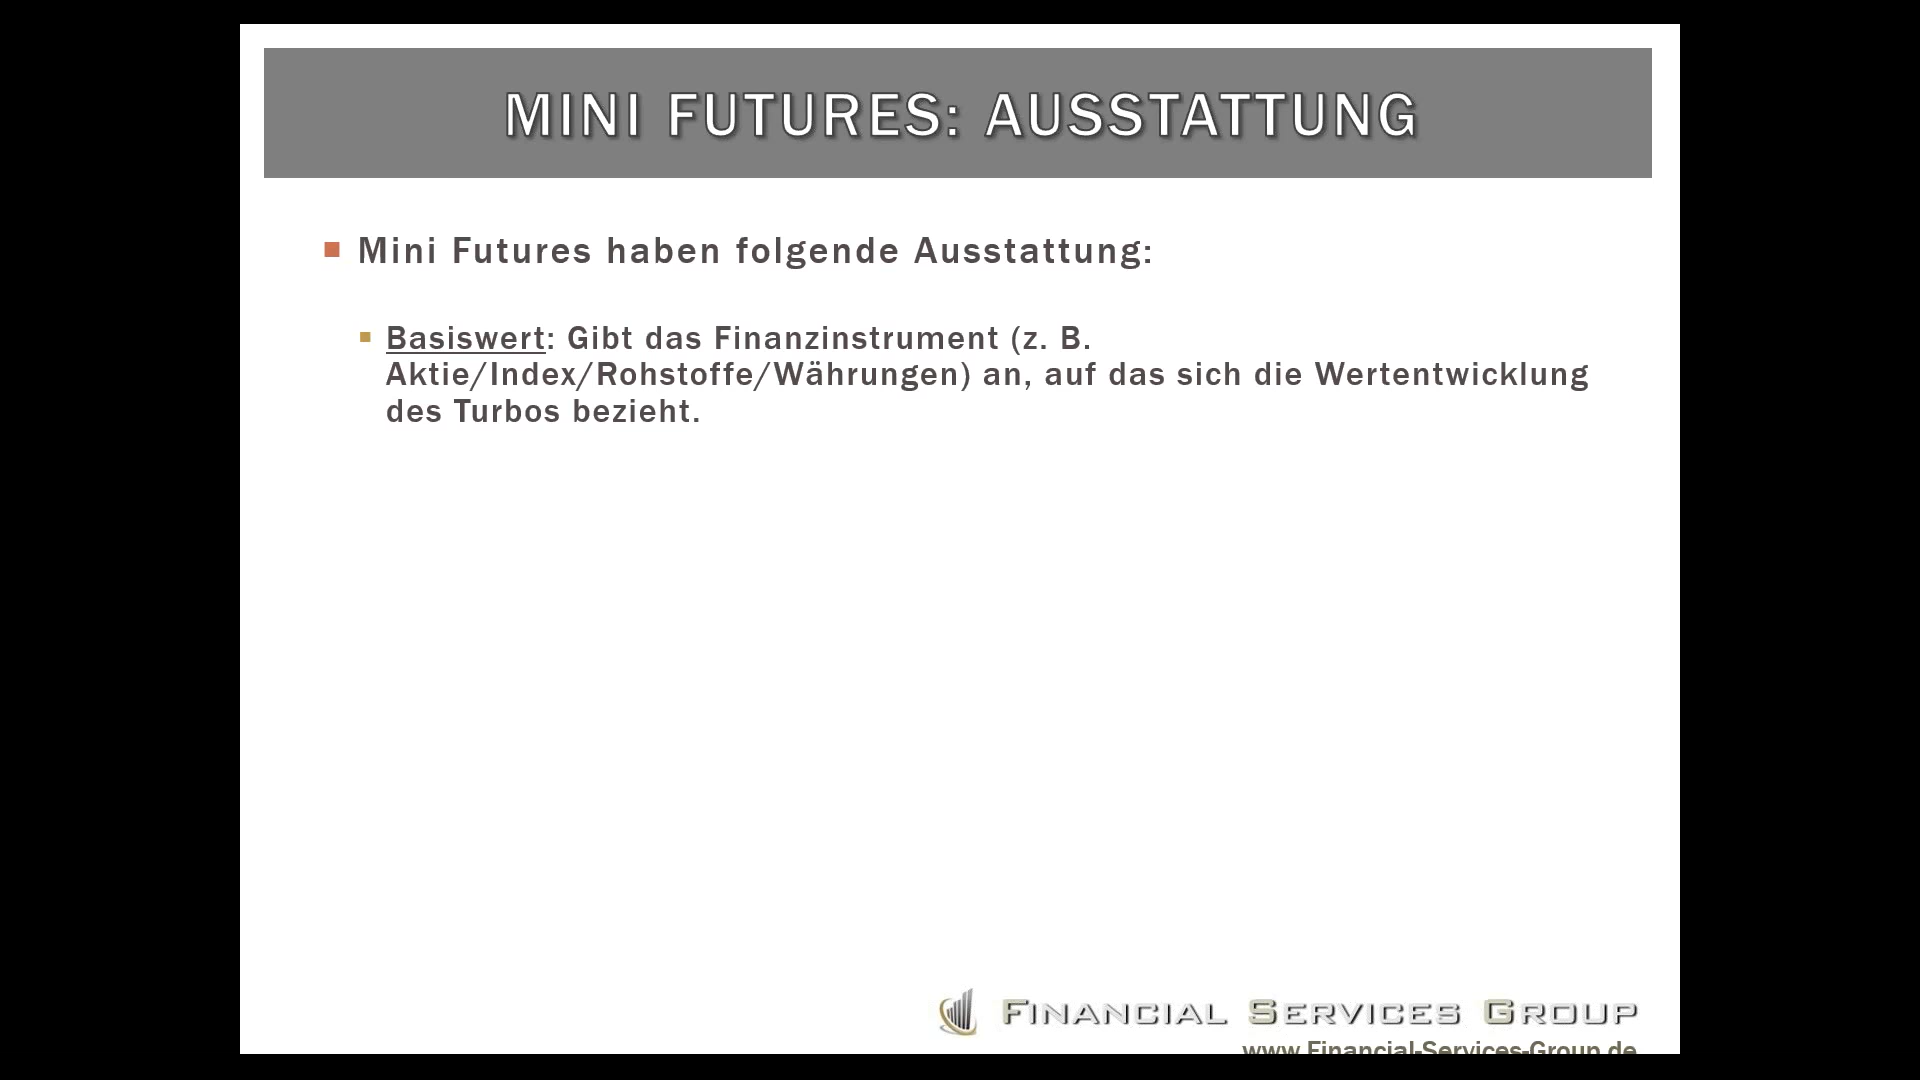 MINI FUTURES: AUSSTATTUNG
Mini Futures haben folgende Ausstattung:
Basiswert: Gibt das Finanzinstrument (z. B.
Aktie/Index/Rohstoffe/Währungen) an, auf das sich die Wertentwicklung
des Turbos bezieht.
FINANCIAL SERVICES GROUP
www.Financial-Services-Group.de